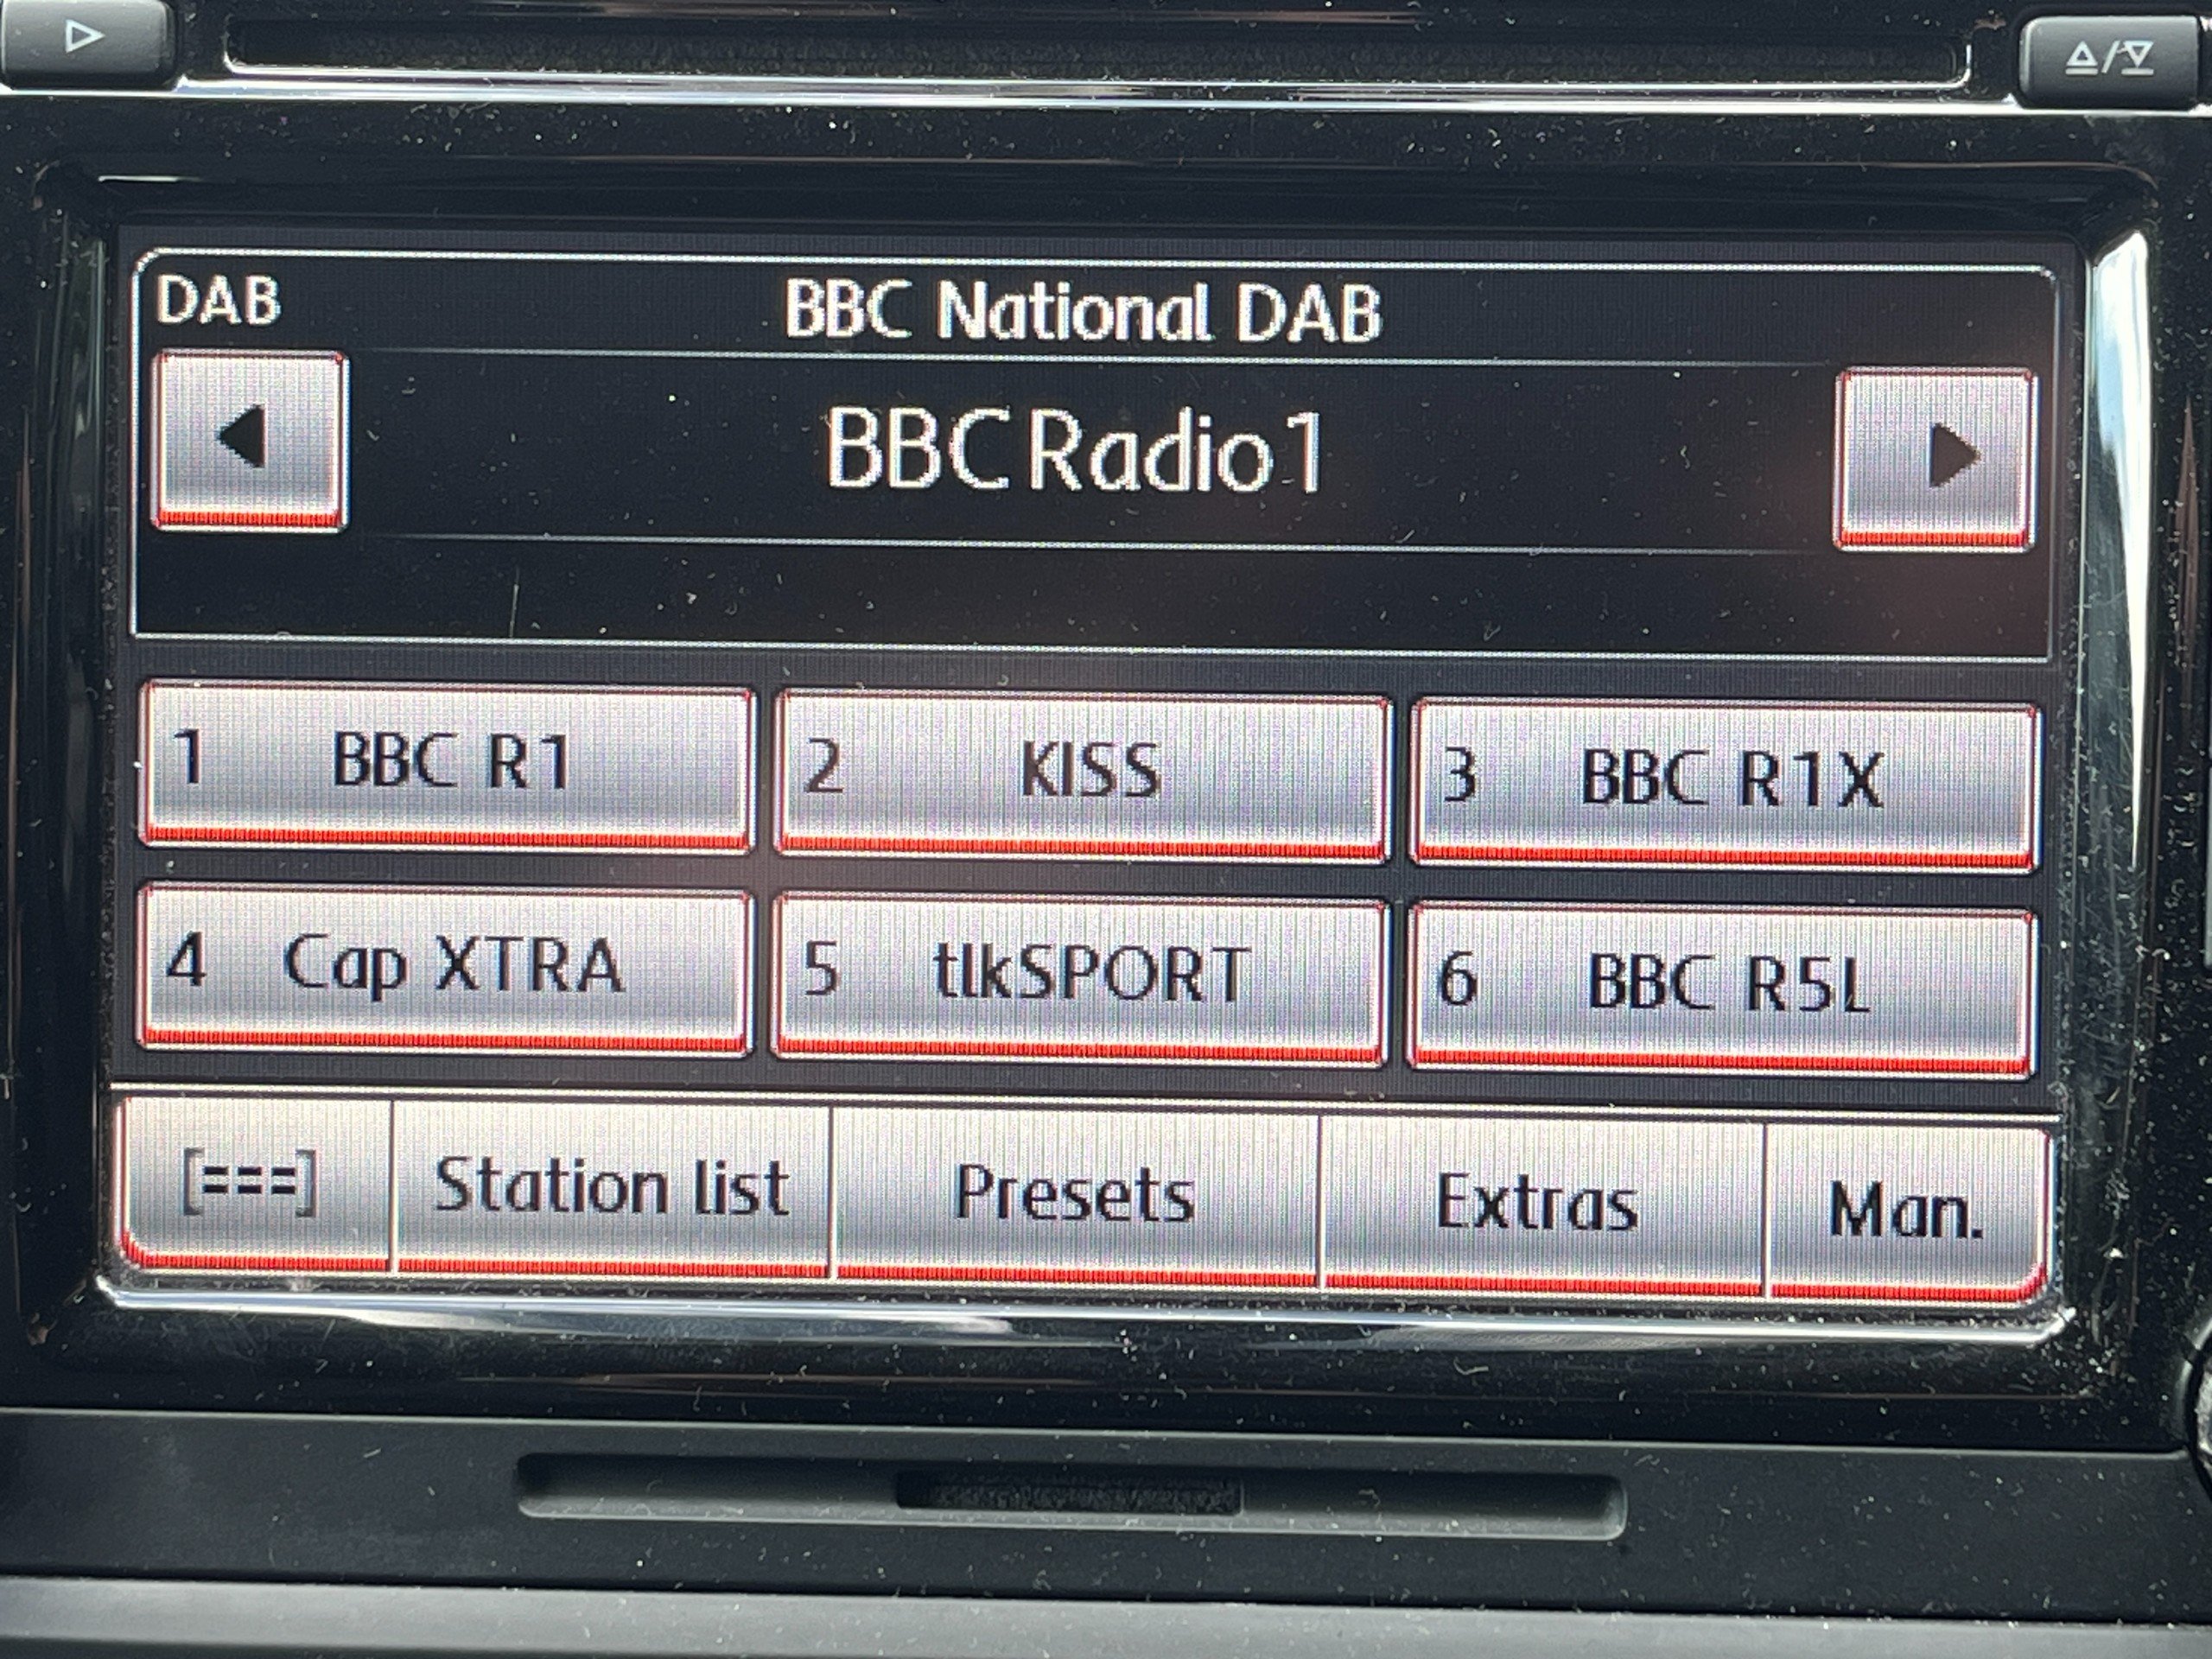 DAB
BBC National DAB
BBC Radio 1
1 BBC R1
2 KISS
3 BBC R1X
4 Cap XTRA
5 tlkSPORT
6 BBC R5L
[===] Station list Presets Extras Man.